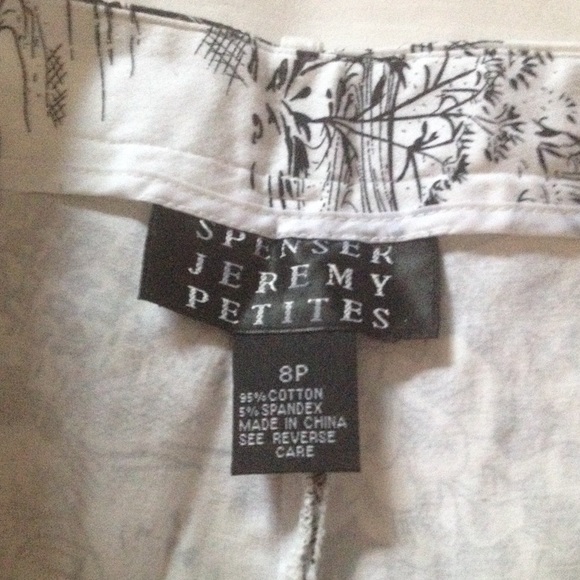 SPENSER
JEREMY
PETITES
8P
95% COTTON
5% SPANDEX
MADE IN CHINA
SEE REVERSE
CARE